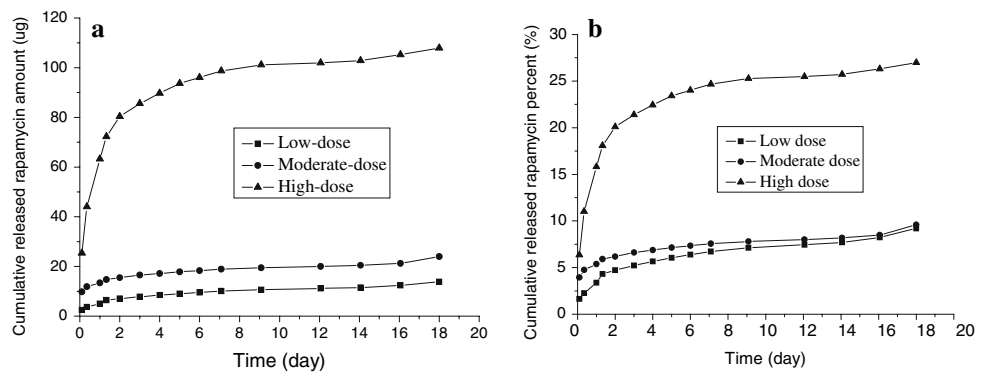 a
120
100
80
60
40
20
0
Cumulative released rapamycin amount (ug)
Low-dose
Moderate-dose
High-dose
0 2 4 6 8 10 12 14 16 18 20
Time (day)
b
30
25
20
15
10
5
0
Cumulative released rapamycin percent (%)
Low dose
Moderate dose
High dose
0 2 4 6 8 10 12 14 16 18 20
Time (day)